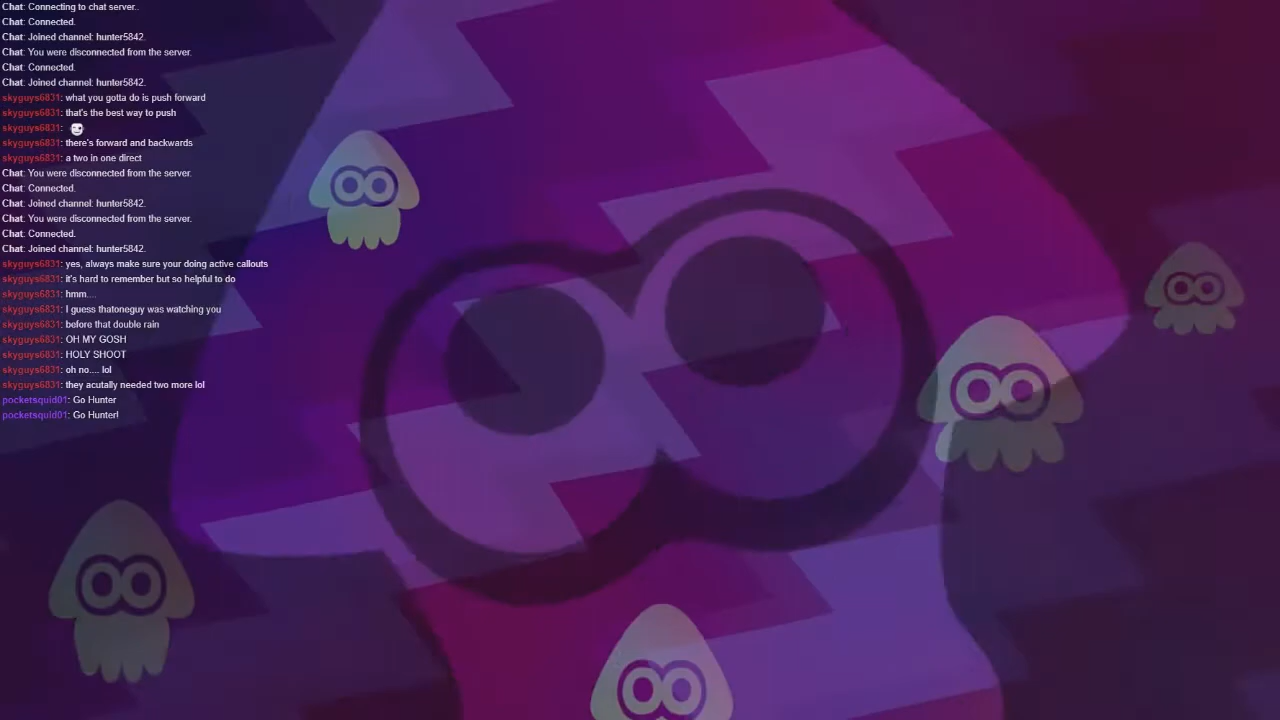 Chat: Connecting to chat server..
Chat: Connected.
Chat: Joined channel: hunter5842.
Chat: You were disconnected from the server.
Chat: Connected.
Chat: Joined channel: hunter5842.
skyguys6831: what you gotta do is push forward
skyguys6831: that's the best way to push
skyguys6831:
skyguys6831: there's forward and backwards
skyguys6831: a two in one direct
Chat: You were disconnected from the server.
Chat: Connected.
Chat: Joined channel: hunter5842.
Chat: You were disconnected from the server.
Chat: Connected.
Chat: Joined channel: hunter5842.
skyguys6831: yes, always make sure your doing active callouts
skyguys6831: it's hard to remember but so helpful to do
skyguys6831: hmm....
skyguys6831: I guess thatoneguy was watching you
skyguys6831: before that double rain
skyguys6831: OH MY GOSH
skyguys6831: HOLY SHOOT
skyguys6831: oh no.... lol
skyguys6831: they acutally needed two more lol
pocketsquid01: Go Hunter
pocketsquid01: Go Hunter!